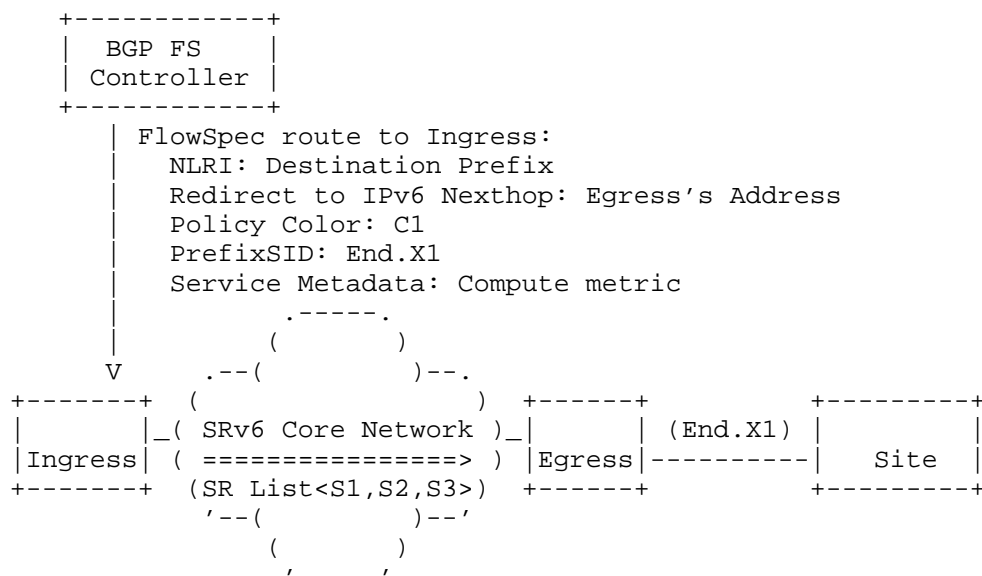 BGP FS
Controller
FlowSpec route to Ingress:
NLRI: Destination Prefix
Redirect to IPv6 Nexthop: Egress's Address
Policy Color: C1
PrefixSID: End.X1
Service Metadata: Compute metric
V
SRv6 Core Network
(End.X1)
Ingress ================> Egress Site
(SR List<S1,S2,S3>)